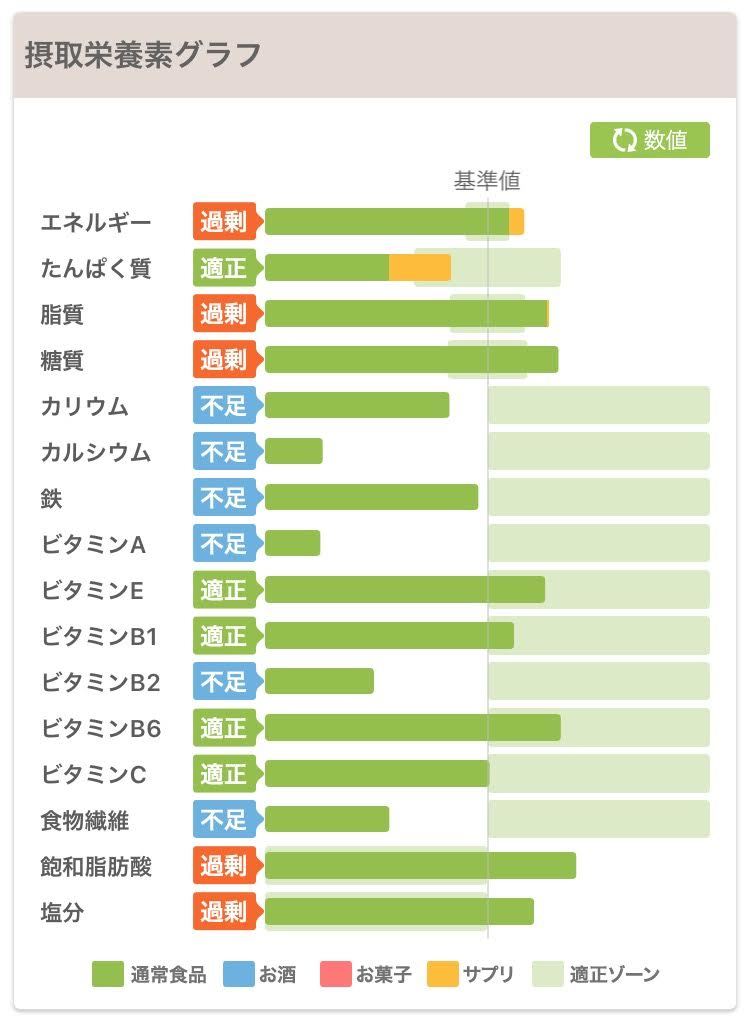 摂取栄養素グラフ
数値
基準値
エネルギー 過剰
たんぱく質 適正
脂質 過剰
糖質 過剰
カリウム 不足
カルシウム 不足
鉄 不足
ビタミンA 不足
ビタミンE 適正
ビタミンB1 適正
ビタミンB2 不足
ビタミンB6 適正
ビタミンC 適正
食物繊維 不足
飽和脂肪酸 過剰
塩分 過剰
通常食品 お酒 お菓子 サプリ 適正ゾーン